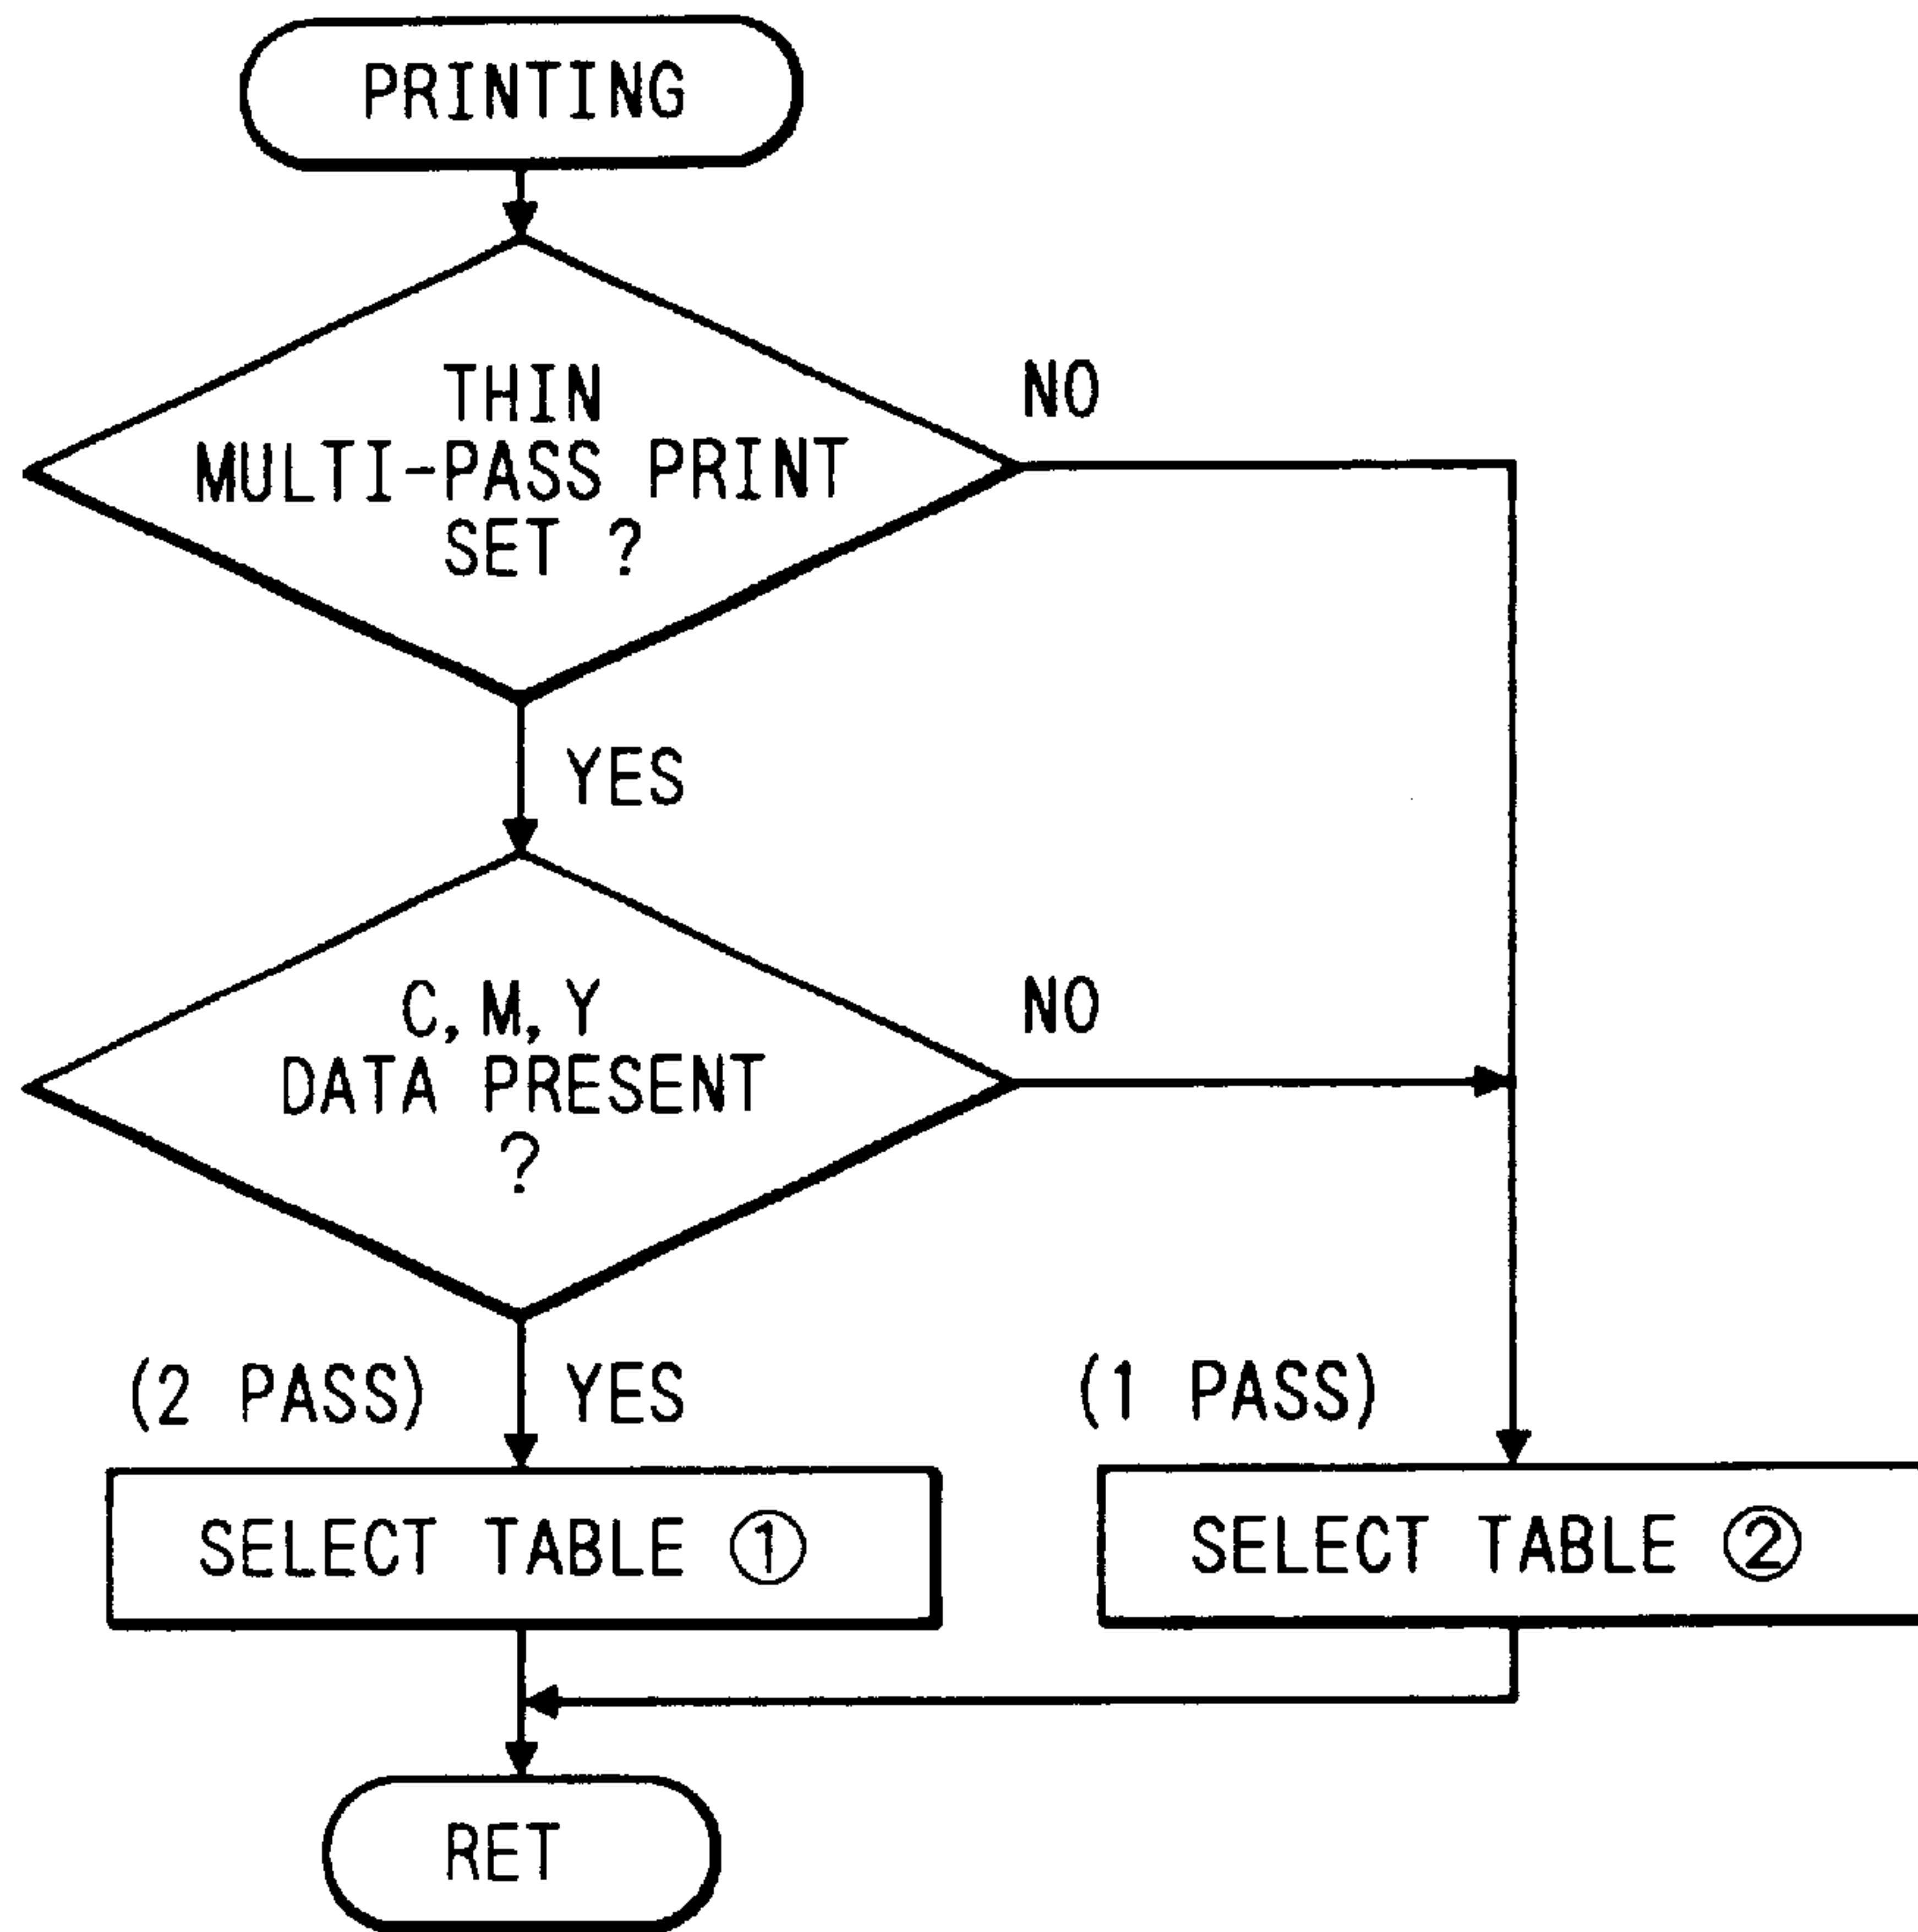 PRINTING
THIN
MULTI-PASS PRINT
SET ?
NO
YES
C,M,Y
DATA PRESENT
?
NO
(2 PASS)
YES
(1 PASS)
SELECT TABLE ①
SELECT TABLE ②
RET